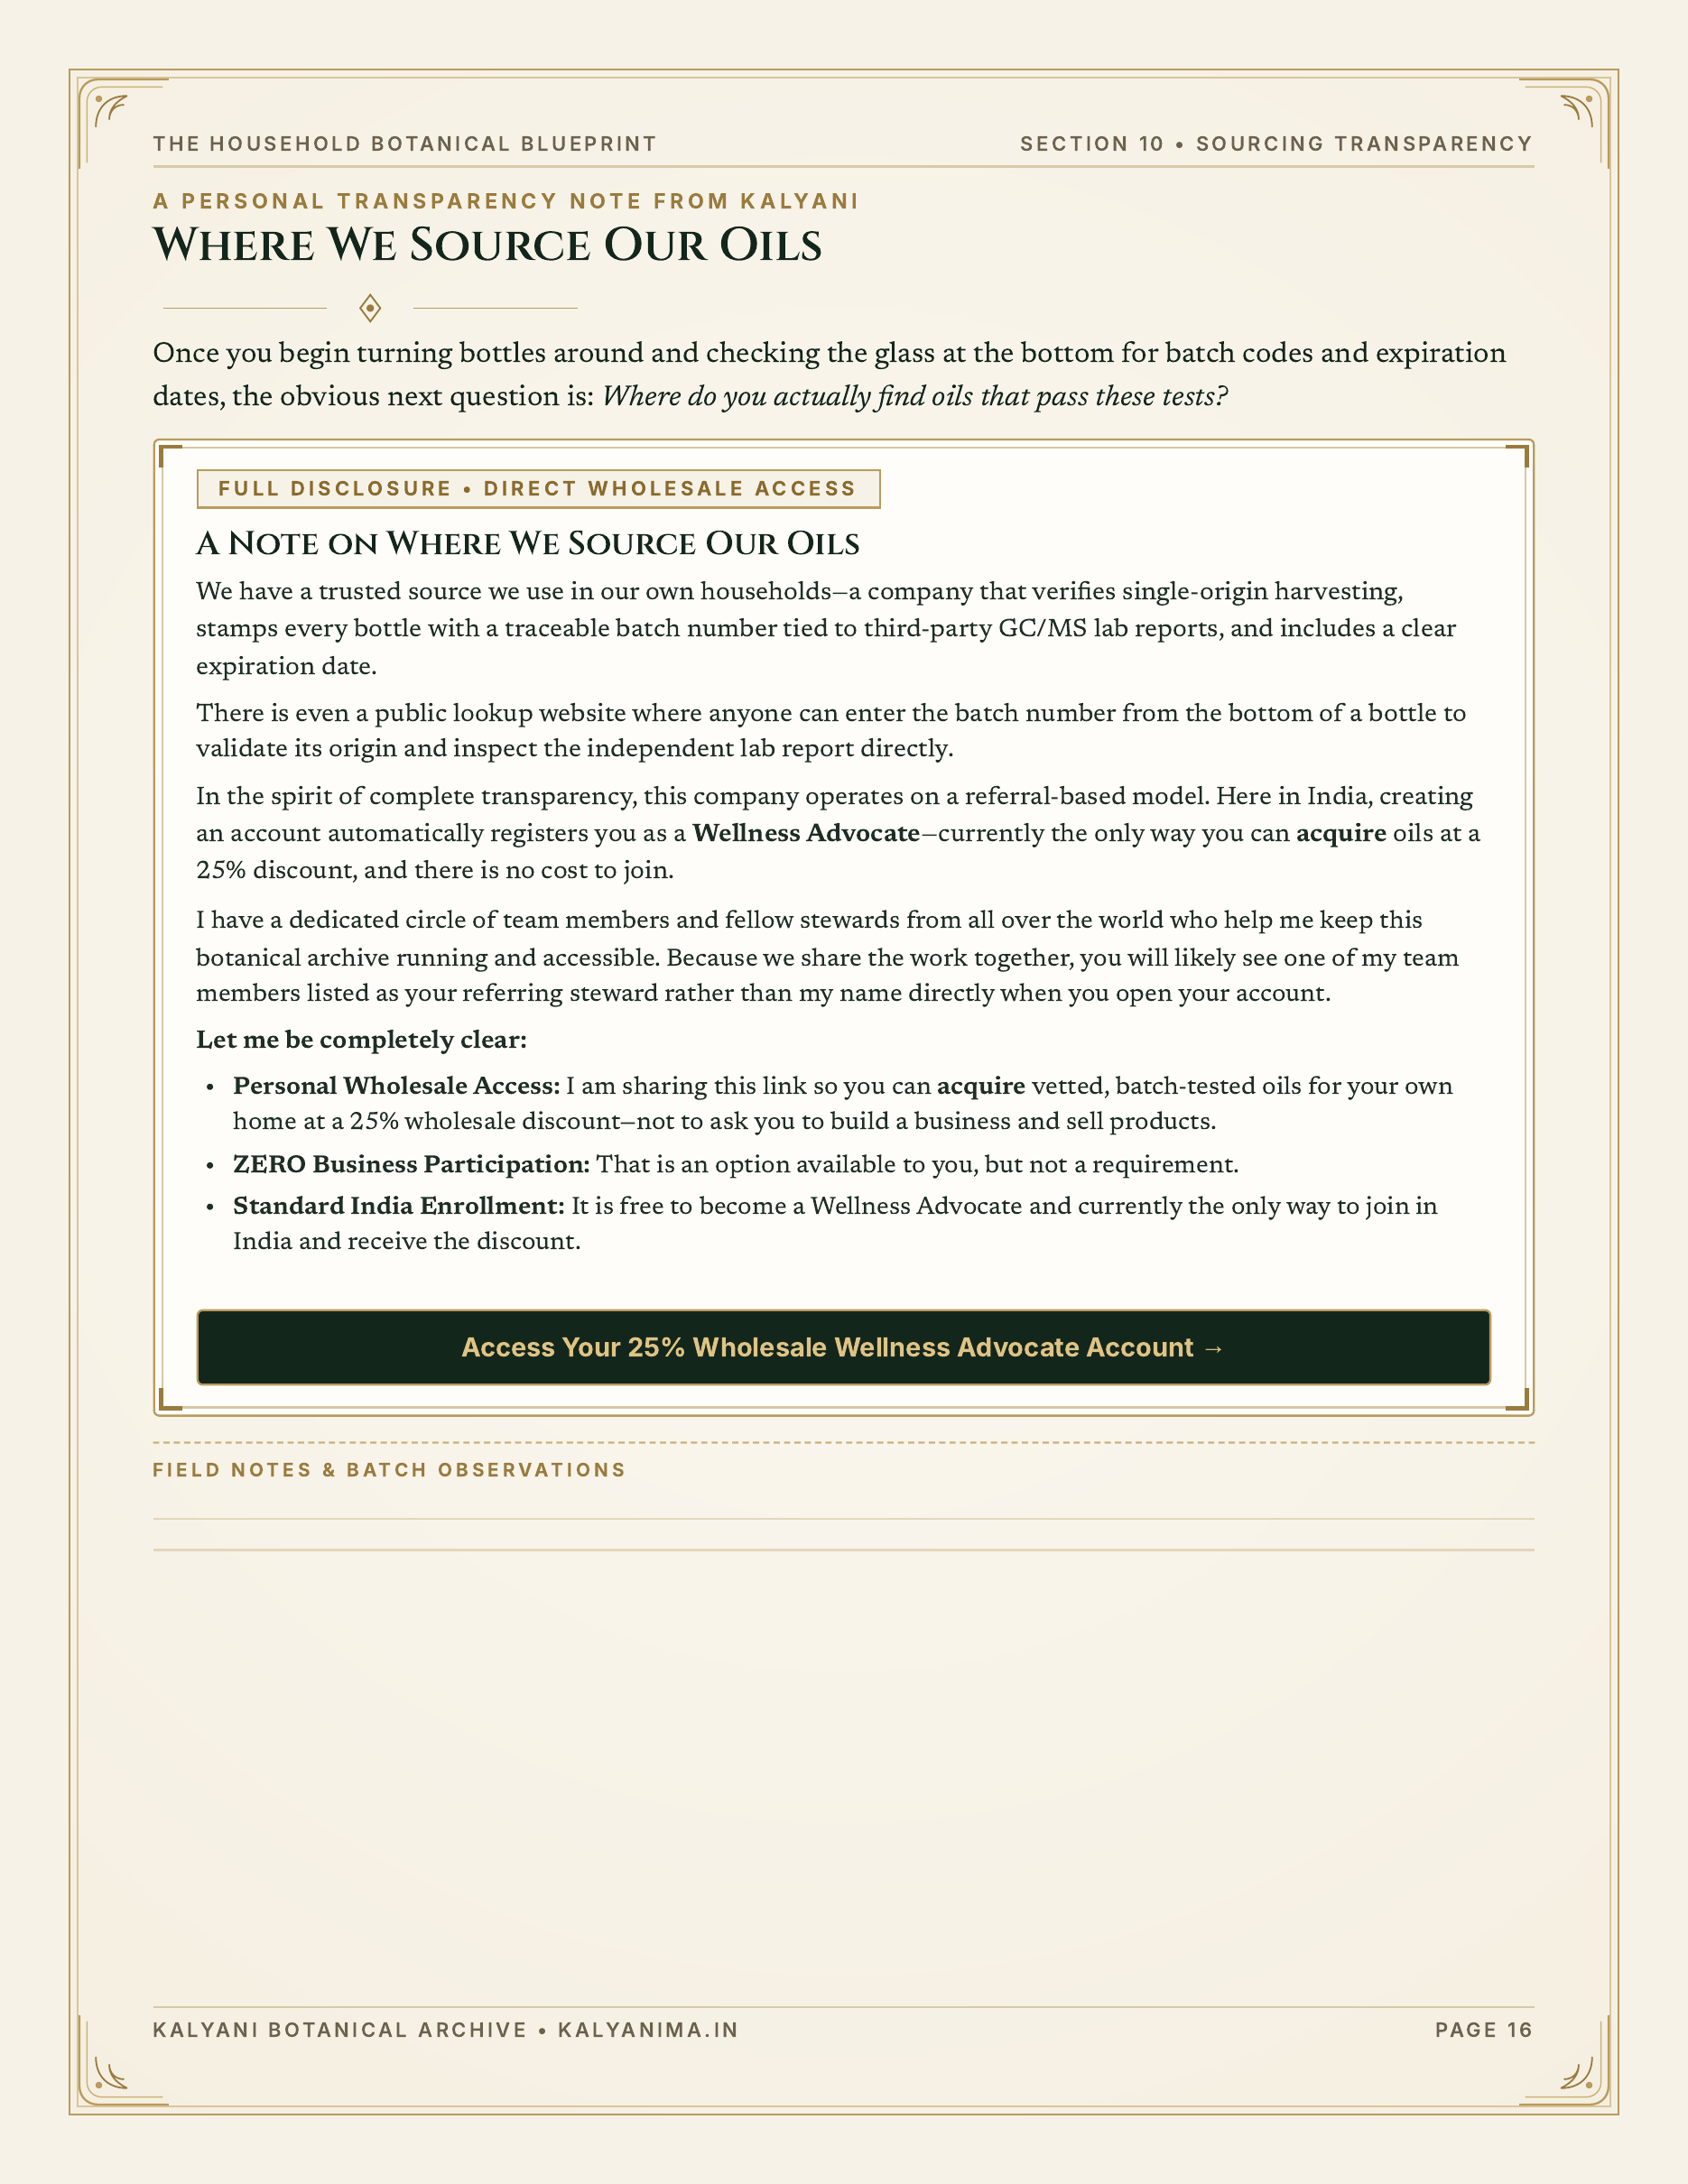 THE HOUSEHOLD BOTANICAL BLUEPRINT
SECTION 10 • SOURCING TRANSPARENCY
A PERSONAL TRANSPARENCY NOTE FROM KALYANI
WHERE WE SOURCE OUR OILS
Once you begin turning bottles around and checking the glass at the bottom for batch codes and expiration
dates, the obvious next question is: Where do you actually find oils that pass these tests?
FULL DISCLOSURE • DIRECT WHOLESALE ACCESS
A NOTE ON WHERE WE SOURCE OUR OILS
We have a trusted source we use in our own households—a company that verifies single-origin harvesting,
stamps every bottle with a traceable batch number tied to third-party GC/MS lab reports, and includes a clear
expiration date.
There is even a public lookup website where anyone can enter the batch number from the bottom of a bottle to
validate its origin and inspect the independent lab report directly.
In the spirit of complete transparency, this company operates on a referral-based model. Here in India, creating
an account automatically registers you as a Wellness Advocate—currently the only way you can acquire oils at a
25% discount, and there is no cost to join.
I have a dedicated circle of team members and fellow stewards from all over the world who help me keep this
botanical archive running and accessible. Because we share the work together, you will likely see one of my team
members listed as your referring steward rather than my name directly when you open your account.
Let me be completely clear:
• Personal Wholesale Access: I am sharing this link so you can acquire vetted, batch-tested oils for your own
home at a 25% wholesale discount—not to ask you to build a business and sell products.
• ZERO Business Participation: That is an option available to you, but not a requirement.
• Standard India Enrollment: It is free to become a Wellness Advocate and currently the only way to join in
India and receive the discount.
Access Your 25% Wholesale Wellness Advocate Account →
FIELD NOTES & BATCH OBSERVATIONS
KALYANI BOTANICAL ARCHIVE • KALYANIMA.IN
PAGE 16